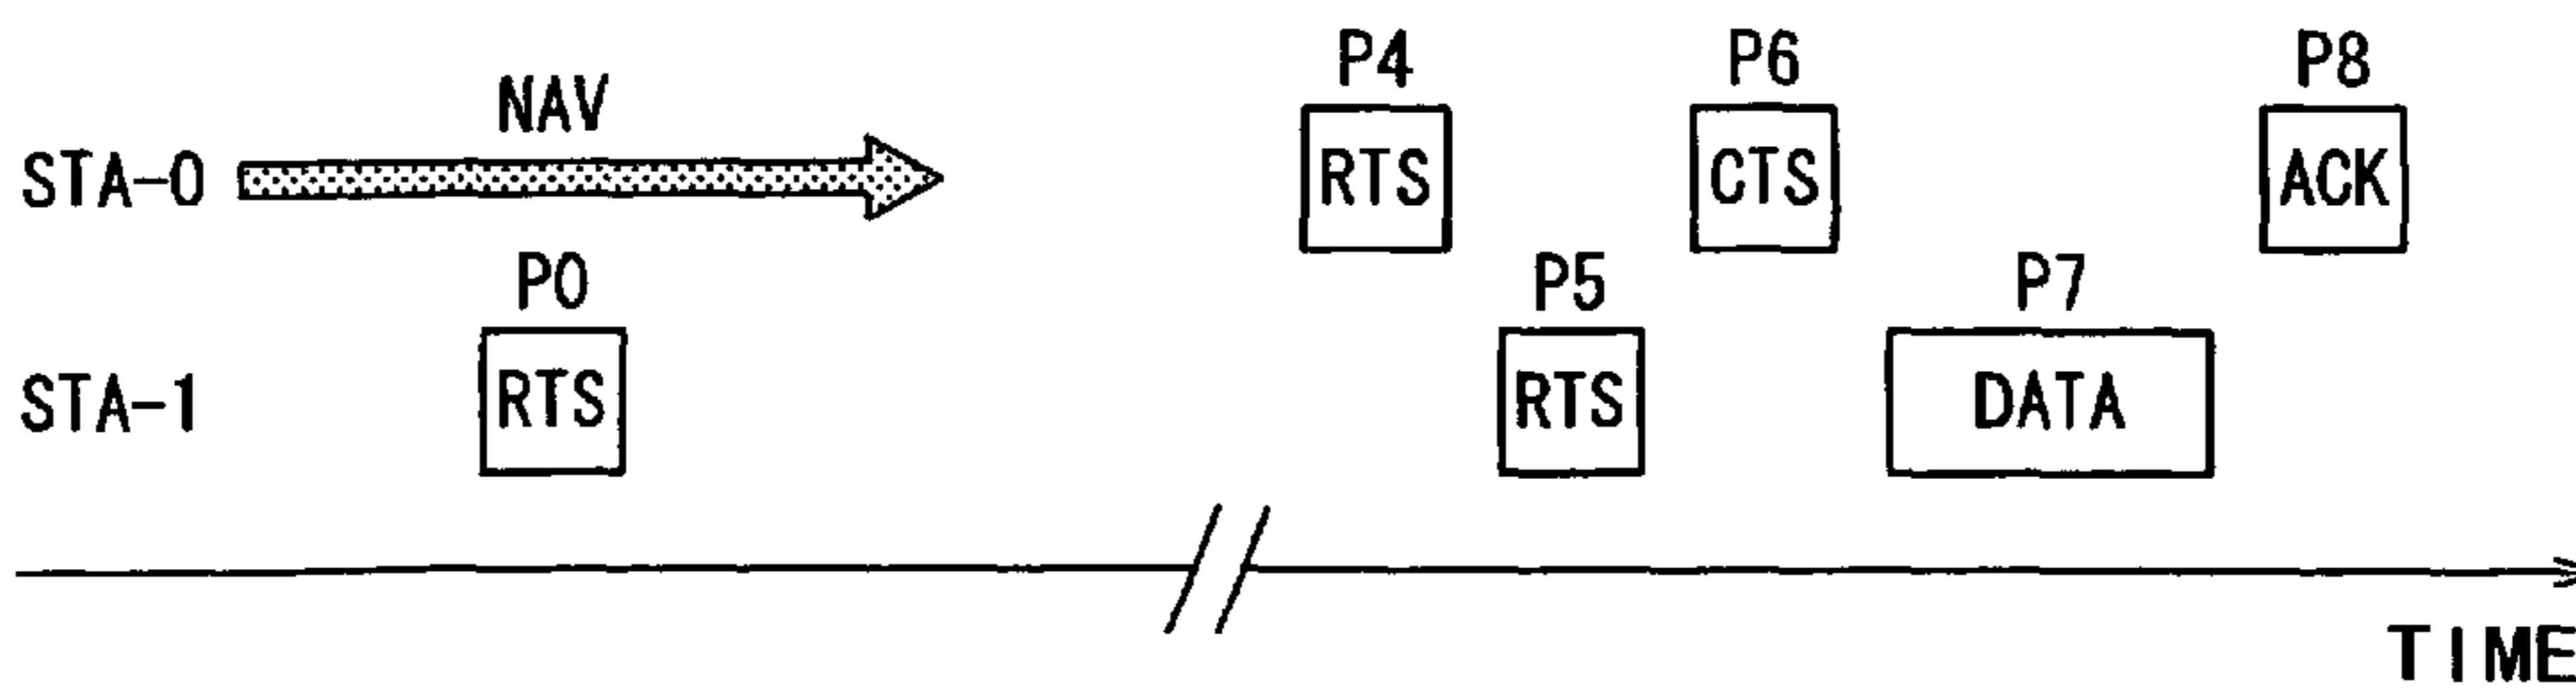 P4 P6 P8
NAV
STA-0 RTS CTS ACK
P0 P5 P7
STA-1 RTS RTS DATA
TIME